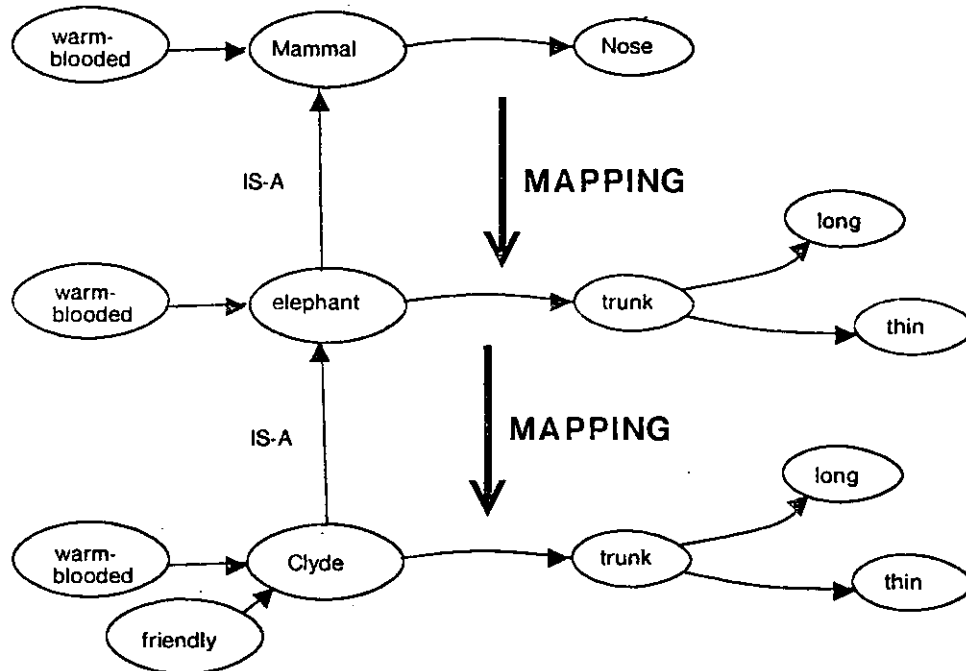 warm-
blooded
Mammal
Nose
IS-A
MAPPING
long
warm-
blooded
elephant
trunk
thin
IS-A
MAPPING
long
warm-
blooded
Clyde
trunk
thin
friendly